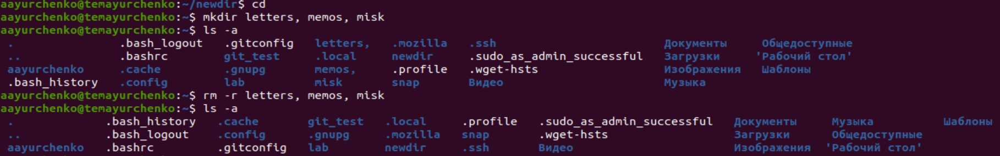 aayurchenko@temayurchenko:~/newdir$ cd
aayurchenko@temayurchenko:~$ mkdir letters, memos, misk
aayurchenko@temayurchenko:~$ ls -a
. .bash_logout .gitconfig letters, .mozilla .ssh Документы Общедоступные
.. .bashrc git_test .local newdir .sudo_as_admin_successful Загрузки 'Рабочий стол'
aayurchenko .cache .gnupg memos, .profile .wget-hsts Изображения Шаблоны
.bash_history .config lab misk snap Видео Музыка
aayurchenko@temayurchenko:~$ rm -r letters, memos, misk
aayurchenko@temayurchenko:~$ ls -a
. .bash_history .cache git_test .local .profile .sudo_as_admin_successful Документы Музыка Шаблоны
.. .bash_logout .config .gnupg .mozilla snap .wget-hsts Загрузки Общедоступные
aayurchenko .bashrc .gitconfig lab newdir .ssh Видео Изображения 'Рабочий стол'